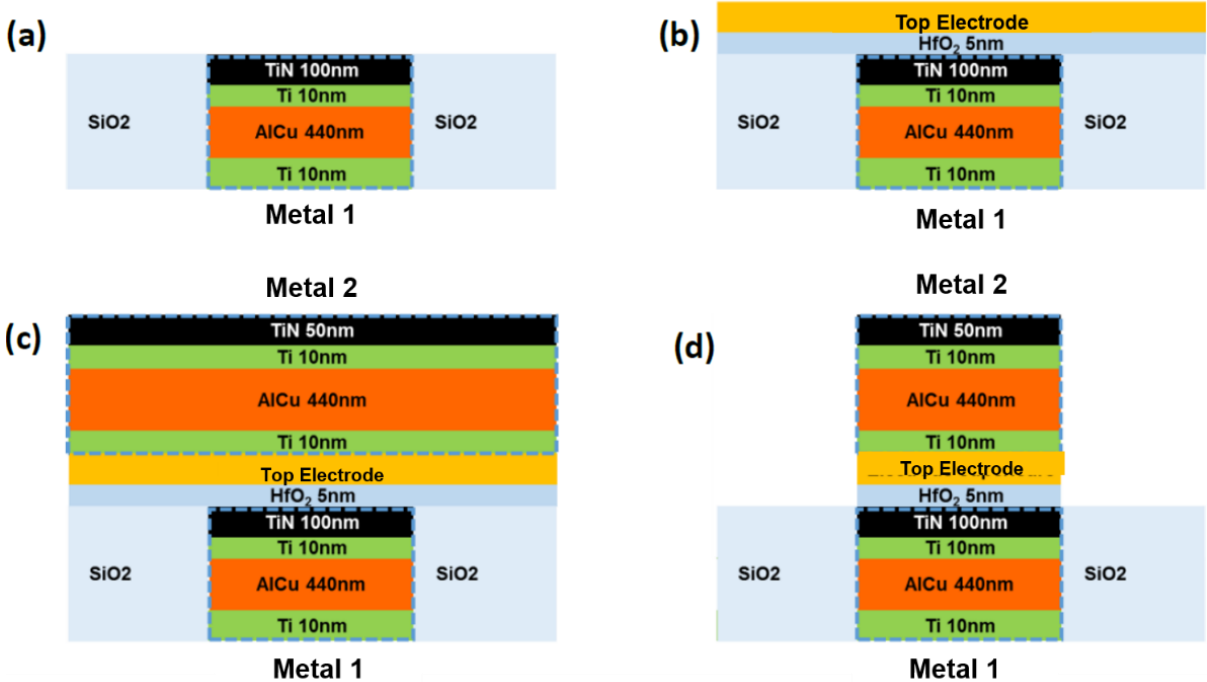 (a)
TiN 100nm
Ti 10nm
SiO2
AlCu 440nm
SiO2
Ti 10nm
Metal 1
(b)
Top Electrode
HfO₂ 5nm
TiN 100nm
Ti 10nm
SiO2
AlCu 440nm
SiO2
Ti 10nm
Metal 1
Metal 2
(c)
TiN 50nm
Ti 10nm
AlCu 440nm
Ti 10nm
Top Electrode
HfO₂ 5nm
TiN 100nm
Ti 10nm
SiO2
AlCu 440nm
SiO2
Ti 10nm
Metal 1
Metal 2
(d)
TiN 50nm
Ti 10nm
AlCu 440nm
Ti 10nm
Top Electrode
HfO₂ 5nm
TiN 100nm
Ti 10nm
SiO2
AlCu 440nm
SiO2
Ti 10nm
Metal 1